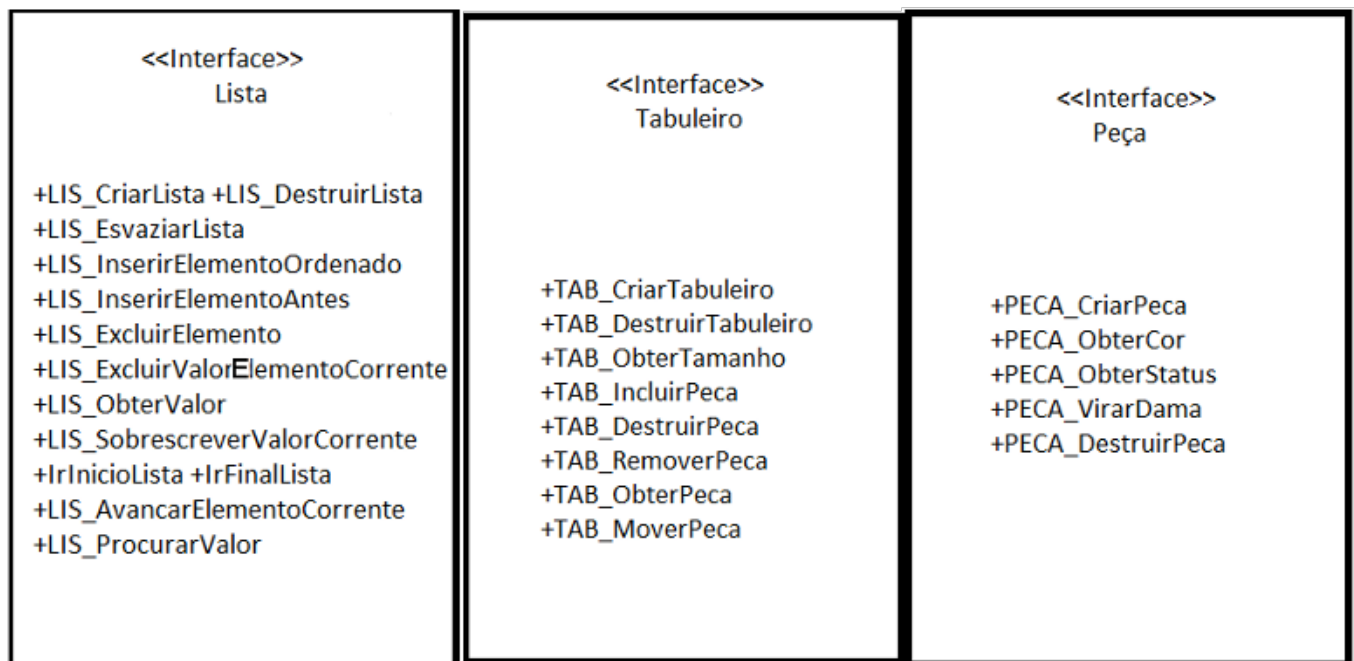 <<Interface>>
Lista
+LIS_CriarLista +LIS_DestruirLista
+LIS_EsvaziarLista
+LIS_InserirElementoOrdenado
+LIS_InserirElementoAntes
+LIS_ExcluirElemento
+LIS_ExcluirValorElementoCorrente
+LIS_ObterValor
+LIS_SobrescreverValorCorrente
+IrInicioLista +IrFinalLista
+LIS_AvancarElementoCorrente
+LIS_ProcurarValor
<<Interface>>
Tabuleiro
+TAB_CriarTabuleiro
+TAB_DestruirTabuleiro
+TAB_ObterTamanho
+TAB_IncluirPeca
+TAB_DestruirPeca
+TAB_RemoverPeca
+TAB_ObterPeca
+TAB_MoverPeca
<<Interface>>
Peça
+PECA_CriarPeca
+PECA_ObterCor
+PECA_ObterStatus
+PECA_VirarDama
+PECA_DestruirPeca